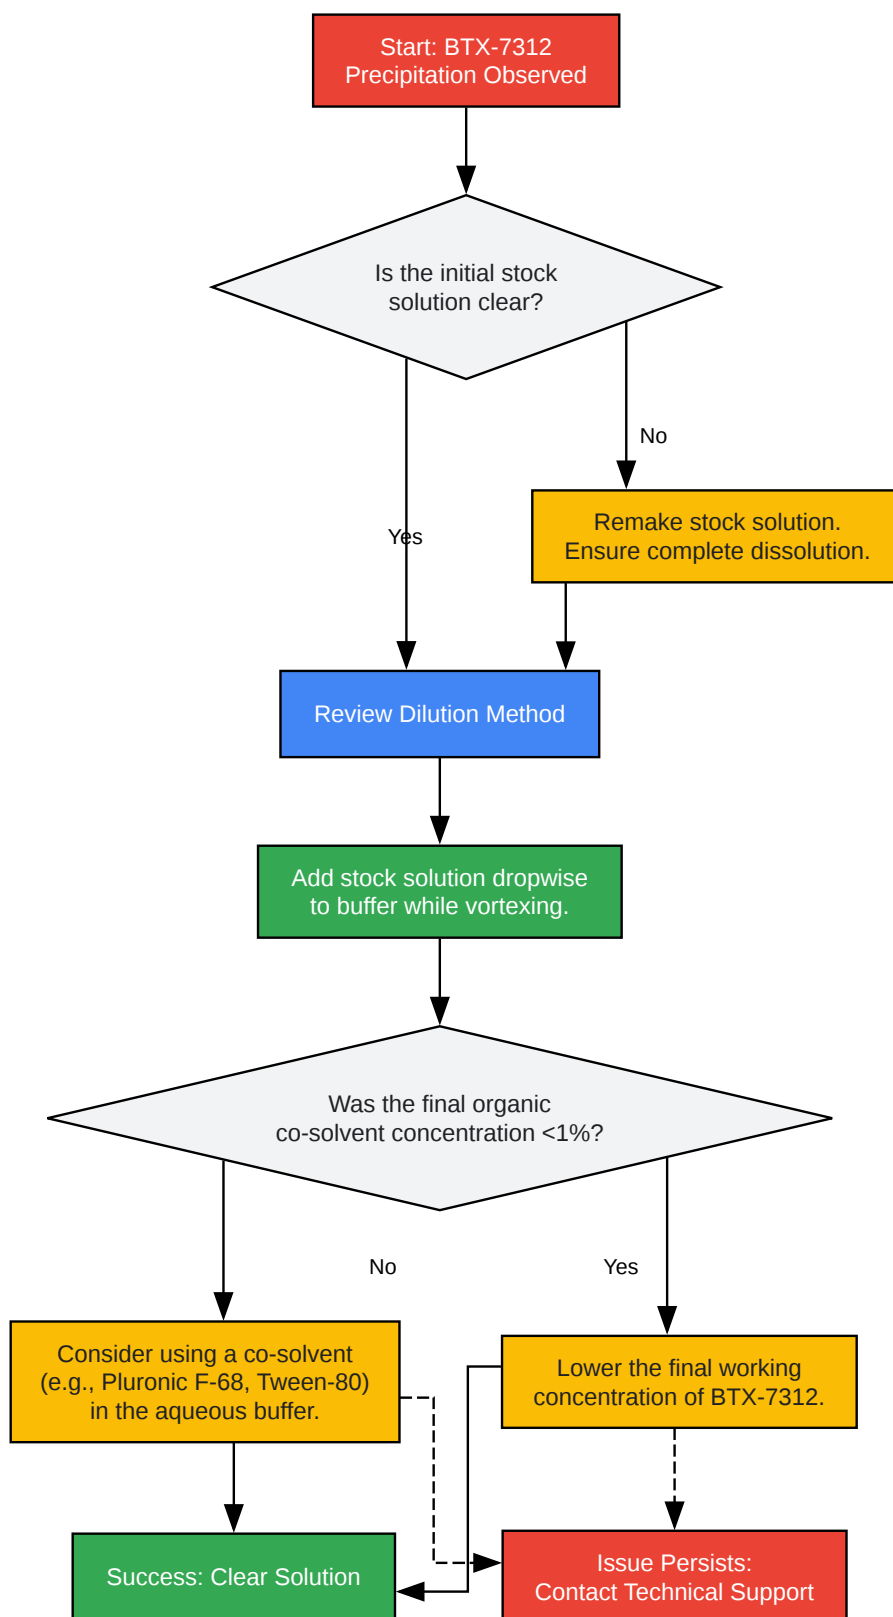 Start: BTX-7312
Precipitation Observed
Is the initial stock
solution clear?
No
Remake stock solution.
Ensure complete dissolution.
Yes
Review Dilution Method
Add stock solution dropwise
to buffer while vortexing.
Was the final organic
co-solvent concentration <1%?
No
Yes
Consider using a co-solvent
(e.g., Pluronic F-68, Tween-80)
in the aqueous buffer.
Lower the final working
concentration of BTX-7312.
Success: Clear Solution
Issue Persists:
Contact Technical Support